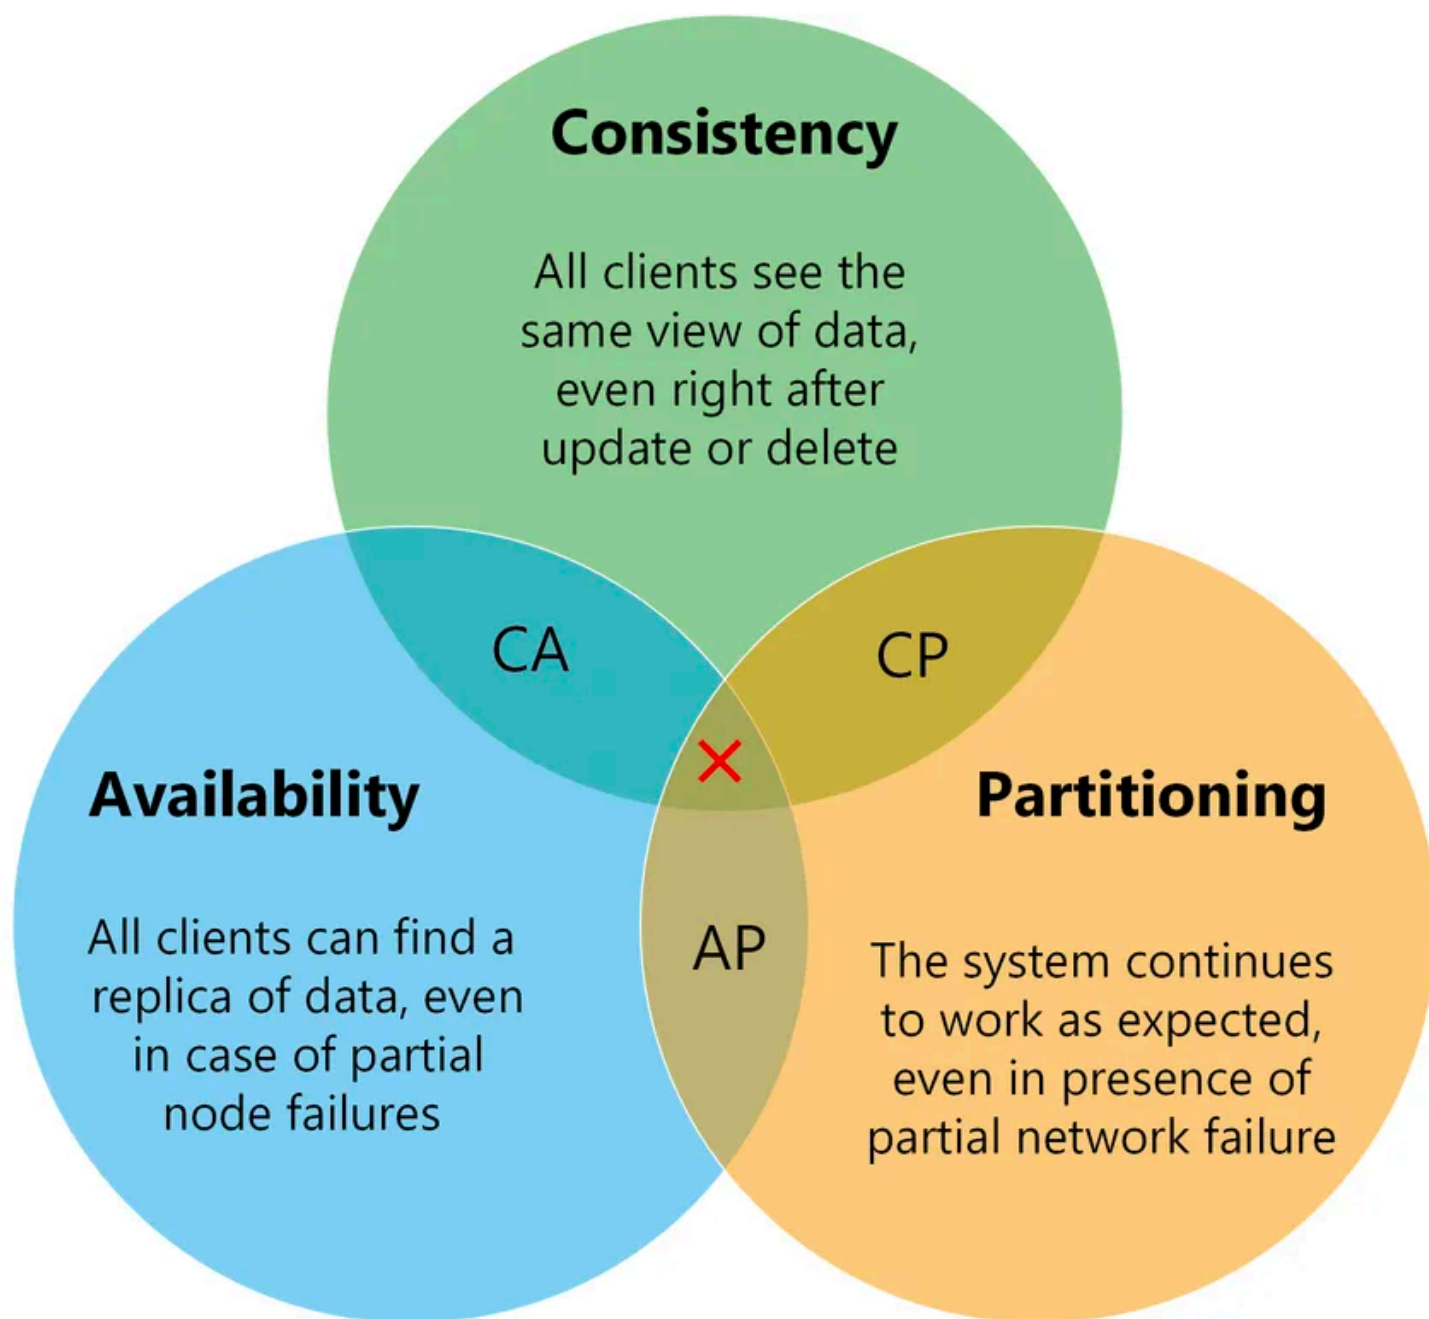 Consistency
All clients see the
same view of data,
even right after
update or delete
CA
CP
Availability
All clients can find a
replica of data, even
in case of partial
node failures
Partitioning
The system continues
to work as expected,
even in presence of
partial network failure
AP